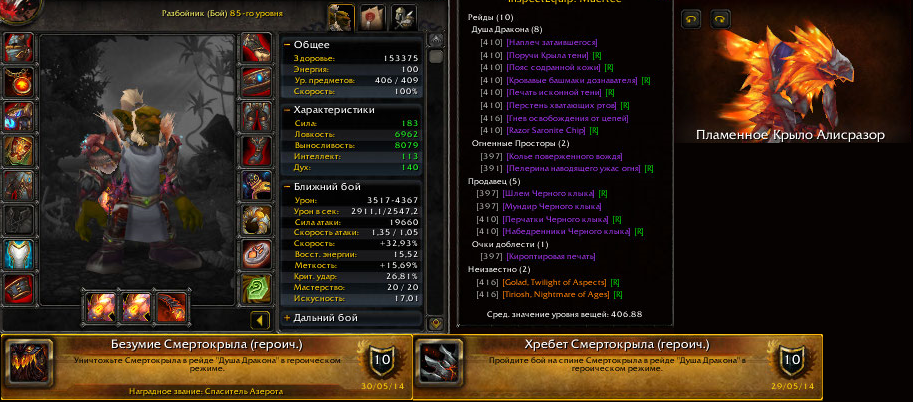 Разбойник (Бой) 85-го уровня
Общее
Здоровье: 153375
Энергия: 100
Ур. предметов: 406 / 409
Скорость: 100%
Характеристики
Сила: 183
Ловкость: 6962
Выносливость: 8079
Интеллект: 113
Дух: 140
Ближний бой
Урон: 3517-4367
Урон в сек: 2911,1/2547,2
Сила атаки: 19660
Скорость атаки: 1,35 / 1,05
Скорость: +32,93%
Восст. энергии: 15,52
Меткость: +15,69%
Крит. удар: 26,81%
Мастерство: 20 / 20
Искусность: 17,01
Дальний бой
Рейды (10)
Душа Дракона (8)
[410] [Наплеч затаившегося]
[410] [Поручи Крыла тени] [R]
[410] [Пояс содранной кожи] [R]
[410] [Кровавые башмаки дознавателя] [R]
[410] [Печать исконной тени] [R]
[410] [Перстень хватающих ртов] [R]
[416] [Гнев освобождения от цепей]
[410] [Razor Saronite Chip] [R]
Огненные Просторы (2)
[397] [Колье поверженного вождя]
[391] [Пелерина наводящего ужас огня] [R]
Продавец (5)
[397] [Шлем Черного клыка] [R]
[397] [Мундир Черного клыка]
[410] [Перчатки Черного клыка] [R]
[410] [Набедренники Черного клыка] [R]
Очки доблести (1)
[397] [Кироптировая печать]
Неизвестно (2)
[416] [Golad, Twilight of Aspects] [R]
[416] [Tiriosh, Nightmare of Ages] [R]
Сред. значение уровня вещей: 406.88
Пламенное Крыло Алисразор
Безумие Смертокрыла (героич.)
Уничтожьте Смертокрыла в рейде "Душа Дракона" в героическом
режиме.
Наградное звание: Спаситель Азерота
10
30/05/14
Хребет Смертокрыла (героич.)
Пройдите бой на спине Смертокрыла в рейде "Душа Дракона" в
героическом режиме.
10
29/05/14